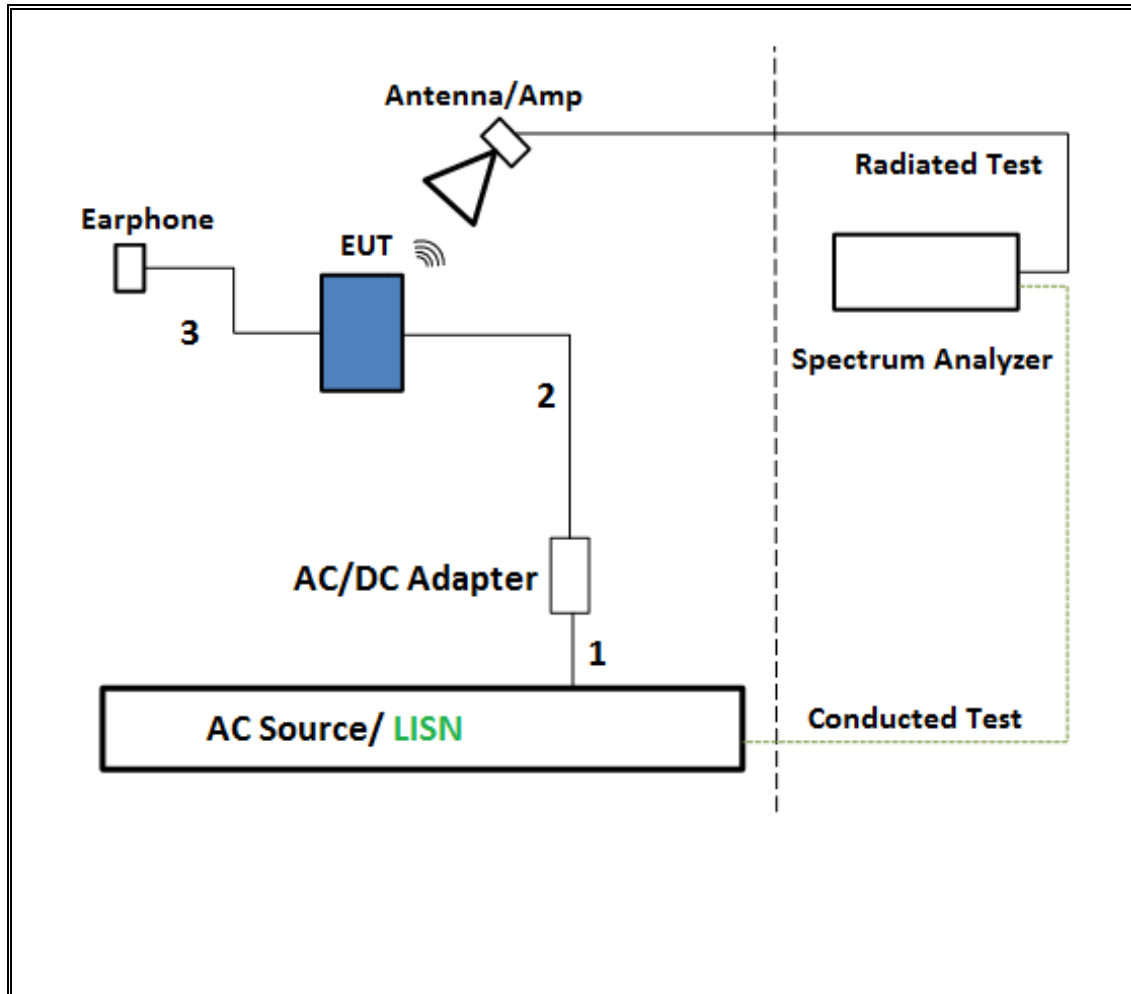 Antenna/Amp
Radiated Test
Earphone
EUT
3
2
Spectrum Analyzer
AC/DC Adapter
1
AC Source/ LISN
Conducted Test